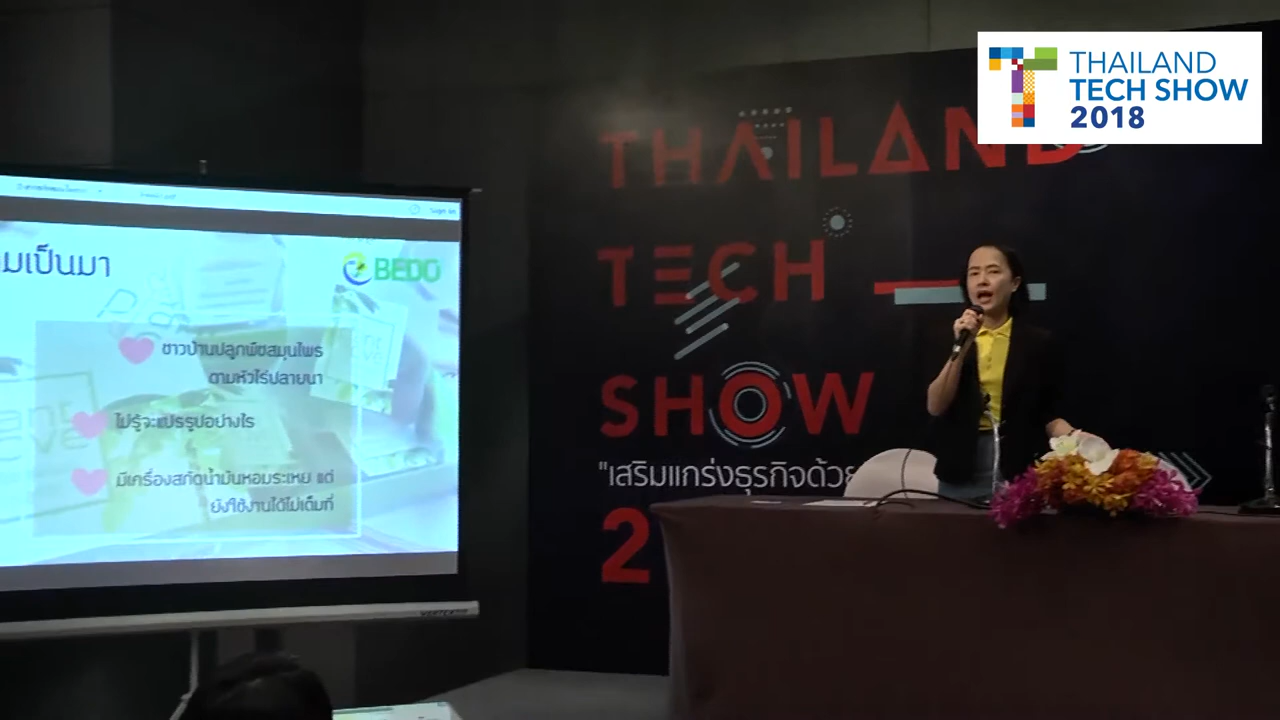 THAILAND
TECH SHOW
2018
THAILAND
TECH
SHOW
"เสริมแกร่งธุรกิจด้วย
2
Sign In
มเป็นมา
BEDO
ชาวบ้านปลูกพืชสมุนไพร
ตามหัวไร่ปลายนา
ไม่รู้จะแปรรูปอย่างไร
มีเครื่องสกัดน้ำมันหอมระเหย แต่
ยังใช้งานได้ไม่เต็มที่
VERTEX